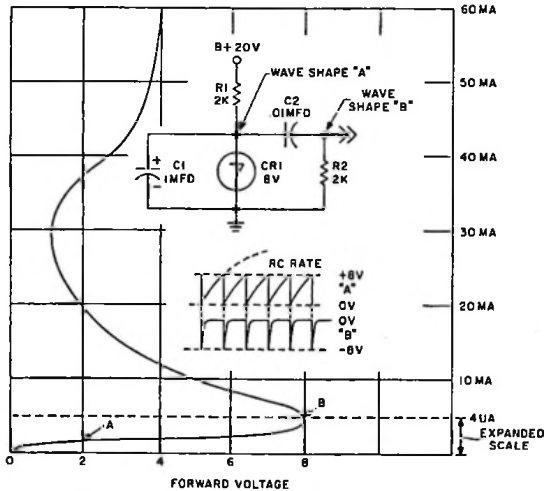 60 MA
B+20V
WAVE SHAPE "A"
R1
2K
C2
.01MFD
WAVE
SHAPE "B"
50 MA
40 MA
+
C1
.1MFD
-
CR1
8V
R2
2K
30 MA
RC RATE
+8V
"A"
0V
20 MA
0V
"B"
-8V
10 MA
B
A
4UA
EXPANDED
SCALE
0
2
4
6
8
FORWARD VOLTAGE